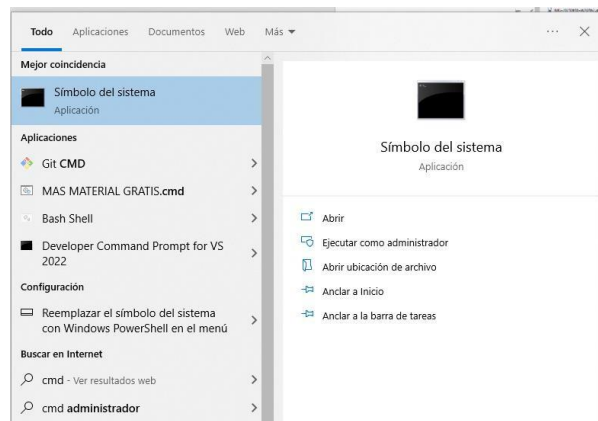 Todo Aplicaciones Documentos Web Más
Mejor coincidencia
Símbolo del sistema
Aplicación
Aplicaciones
Git CMD
MAS MATERIAL GRATIS.cmd
Bash Shell
Developer Command Prompt for VS
2022
Configuración
Reemplazar el símbolo del sistema
con Windows PowerShell en el menú
Buscar en Internet
cmd - Ver resultados web
cmd administrador
Símbolo del sistema
Aplicación
Abrir
Ejecutar como administrador
Abrir ubicación de archivo
Anclar a Inicio
Anclar a la barra de tareas